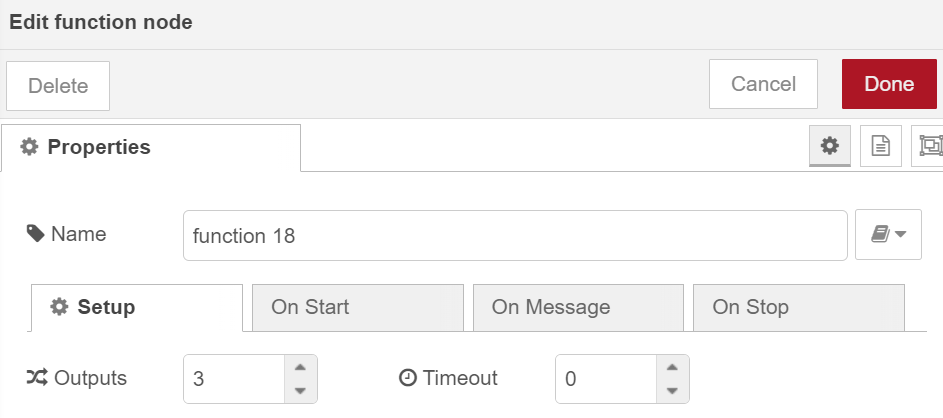 Edit function node
Delete Cancel Done
Properties
Name function 18
Setup On Start On Message On Stop
Outputs 3 Timeout 0